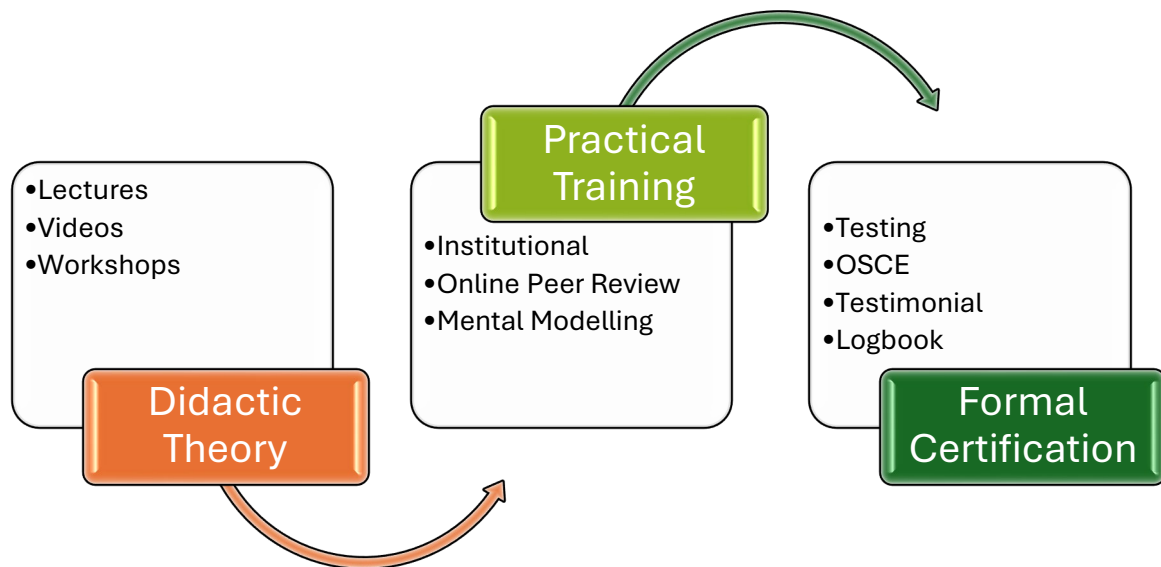 •Lectures
•Videos
•Workshops
Didactic
Theory
Practical
Training
•Institutional
•Online Peer Review
•Mental Modelling
•Testing
•OSCE
•Testimonial
•Logbook
Formal
Certification